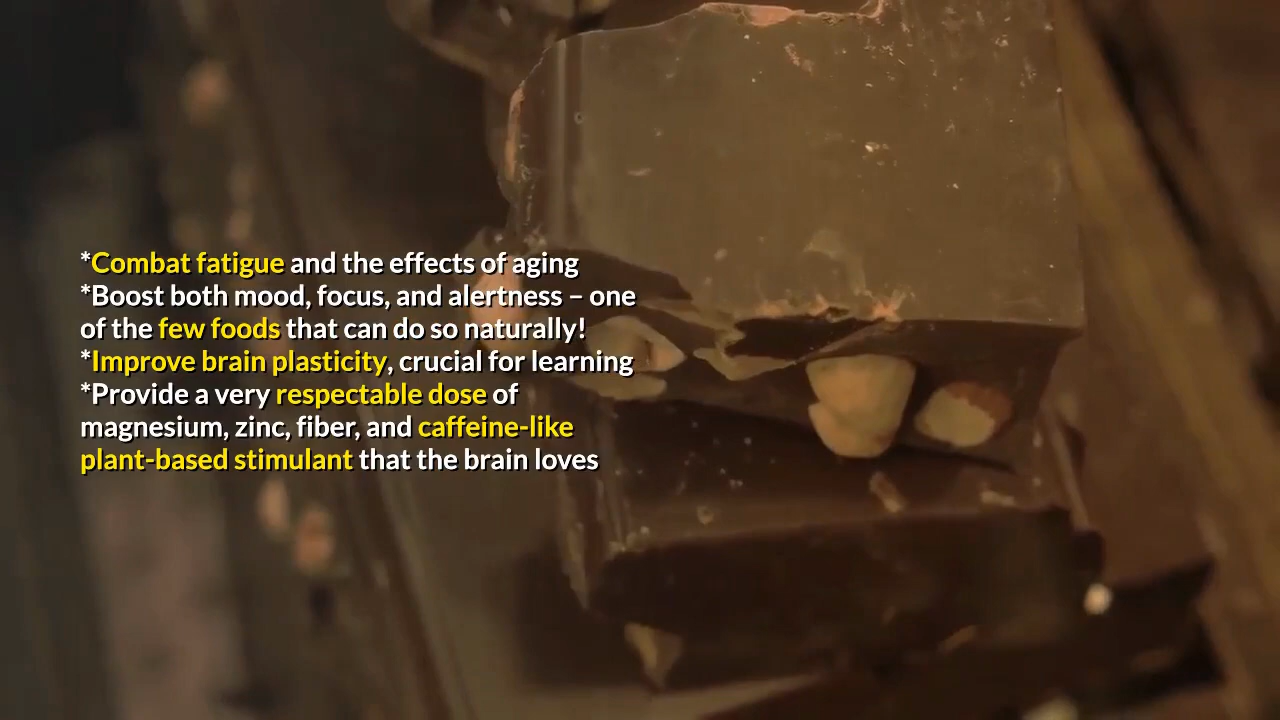 *Combat fatigue and the effects of aging
*Boost both mood, focus, and alertness – one
of the few foods that can do so naturally!
*Improve brain plasticity, crucial for learning
*Provide a very respectable dose of
magnesium, zinc, fiber, and caffeine-like
plant-based stimulant that the brain loves